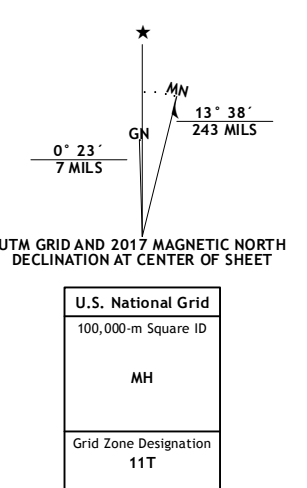 ★
MN
13° 38´
243 MILS
GN
0° 23´
7 MILS
UTM GRID AND 2017 MAGNETIC NORTH
DECLINATION AT CENTER OF SHEET
U.S. National Grid
100,000-m Square ID
MH
Grid Zone Designation
11T